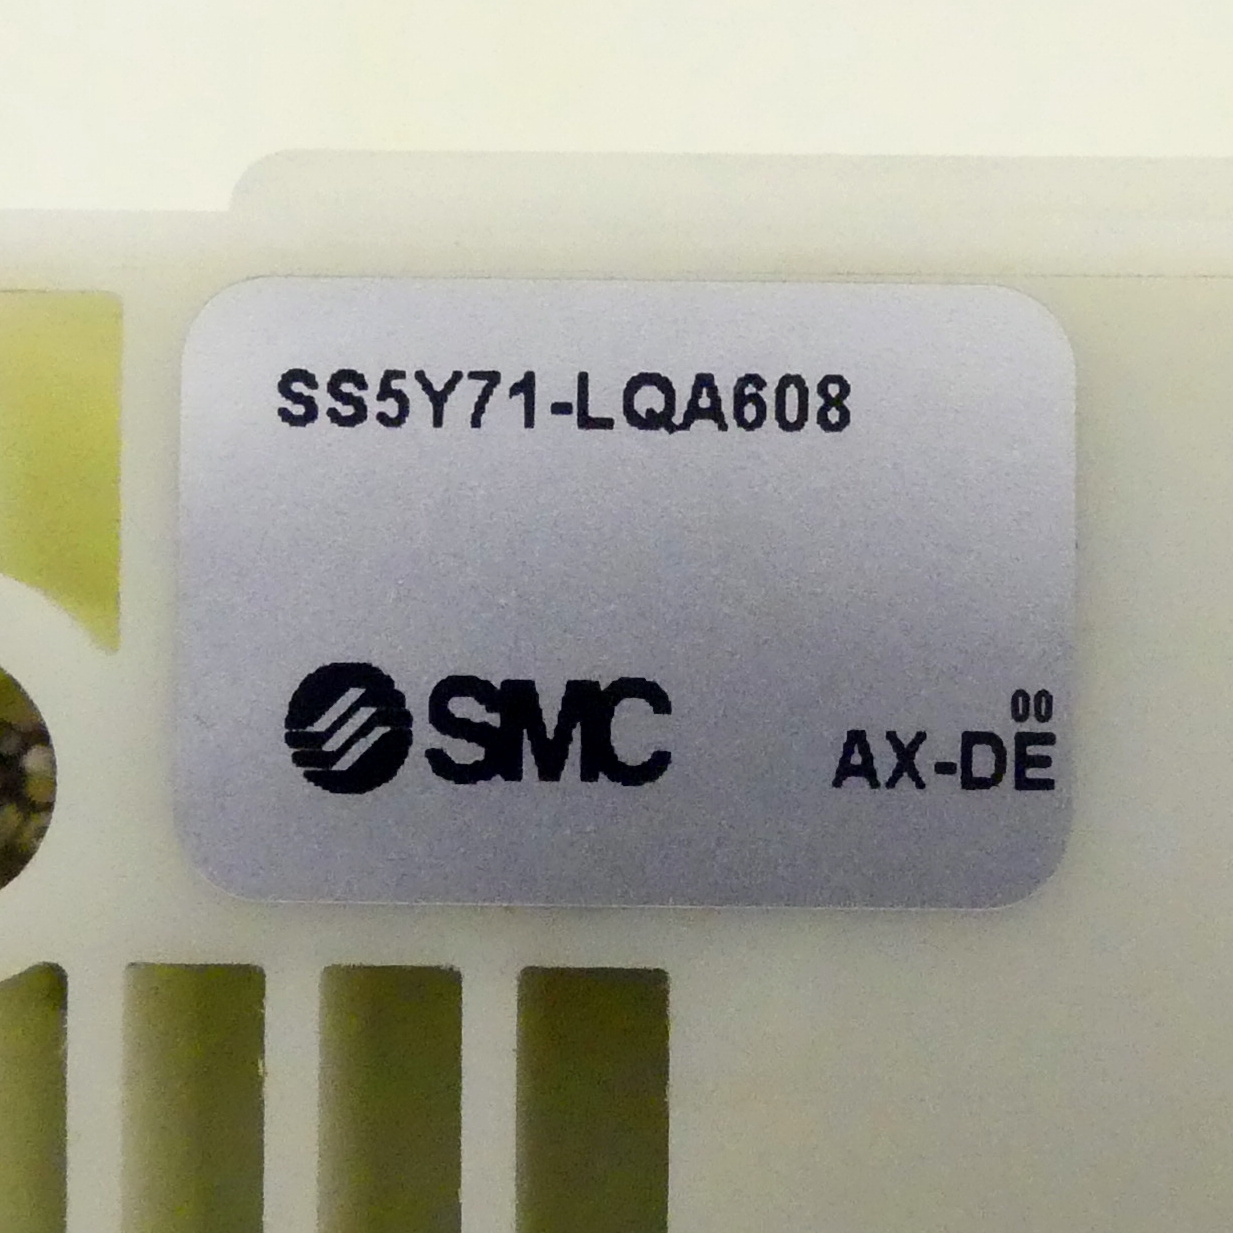 SS5Y71-LQA608
SMC
00
AX-DE